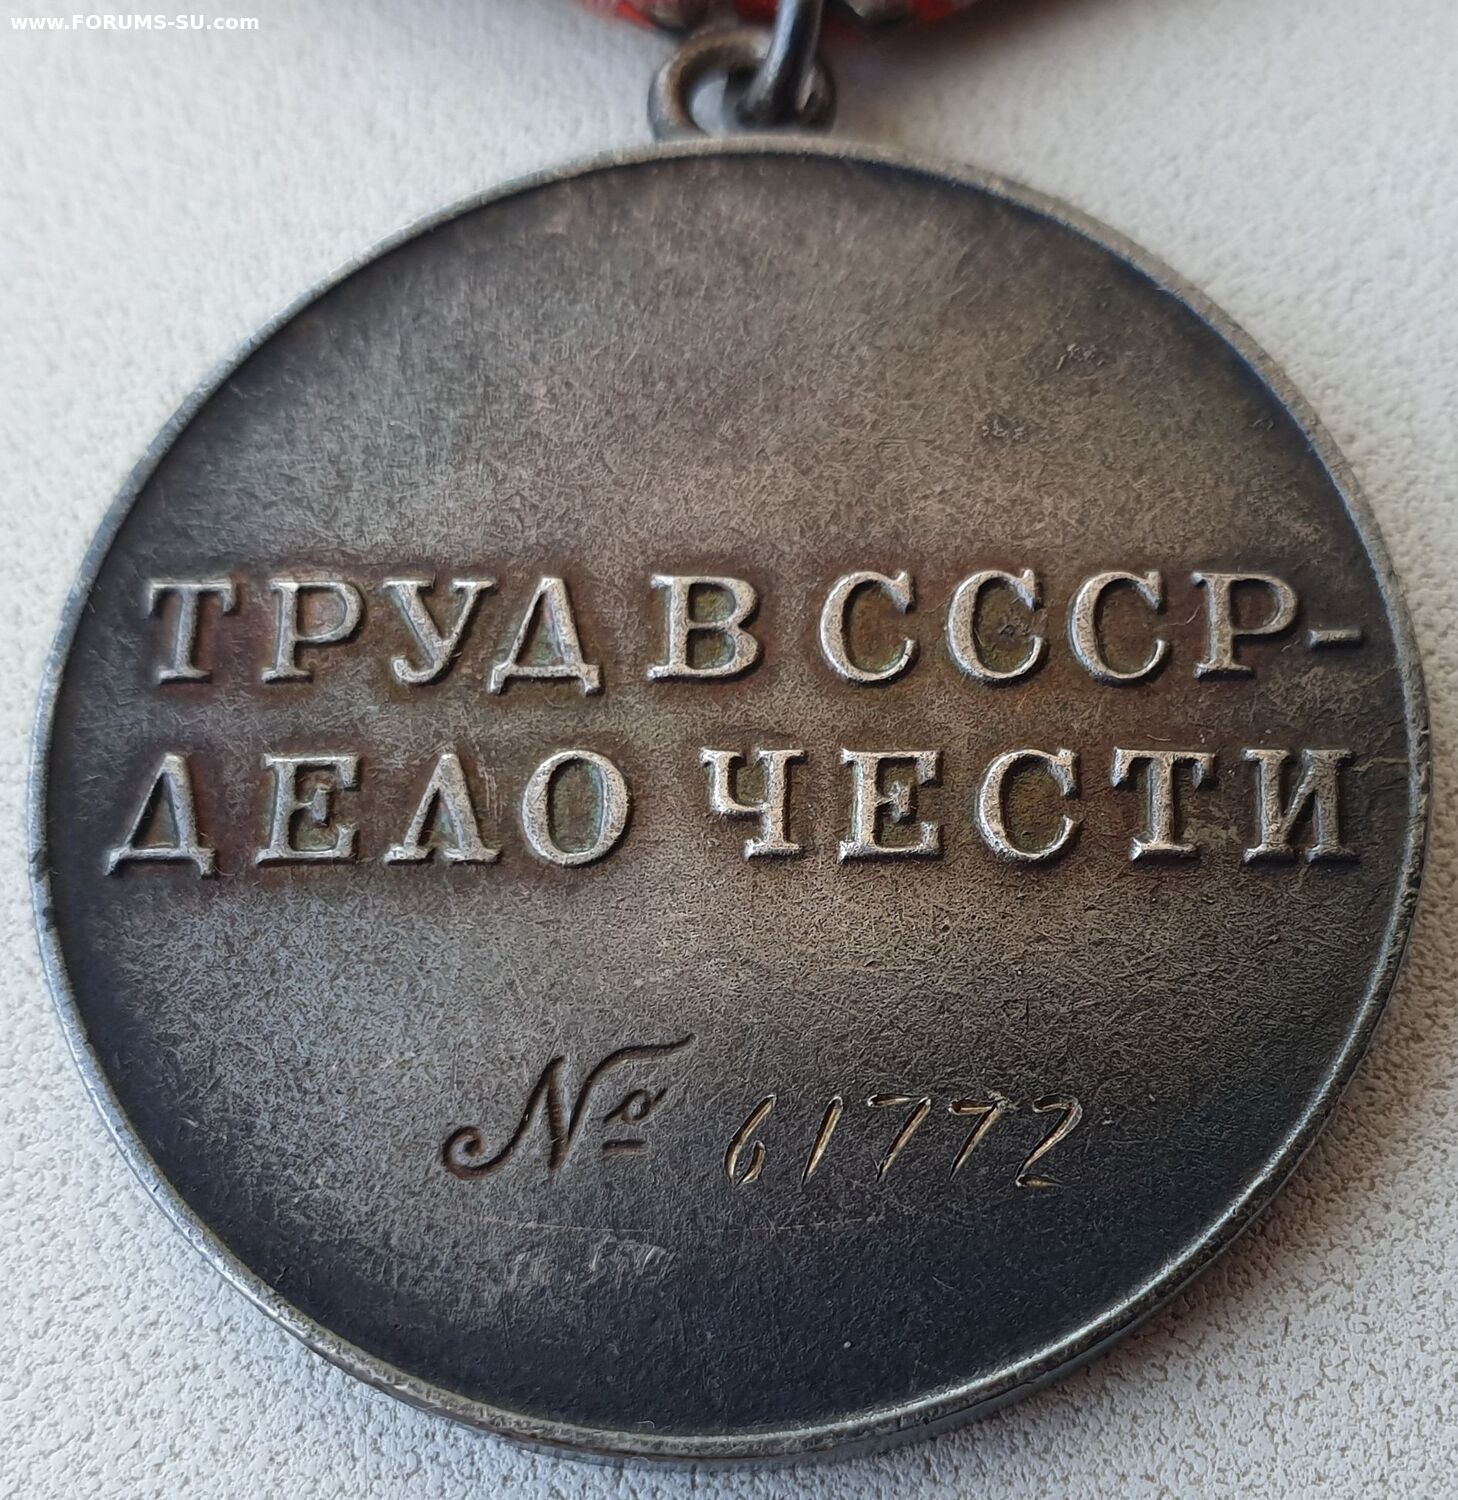 www.FORUMS-SU.com
ТРУД В СССР-
ДЕЛО ЧЕСТИ
№ 61772